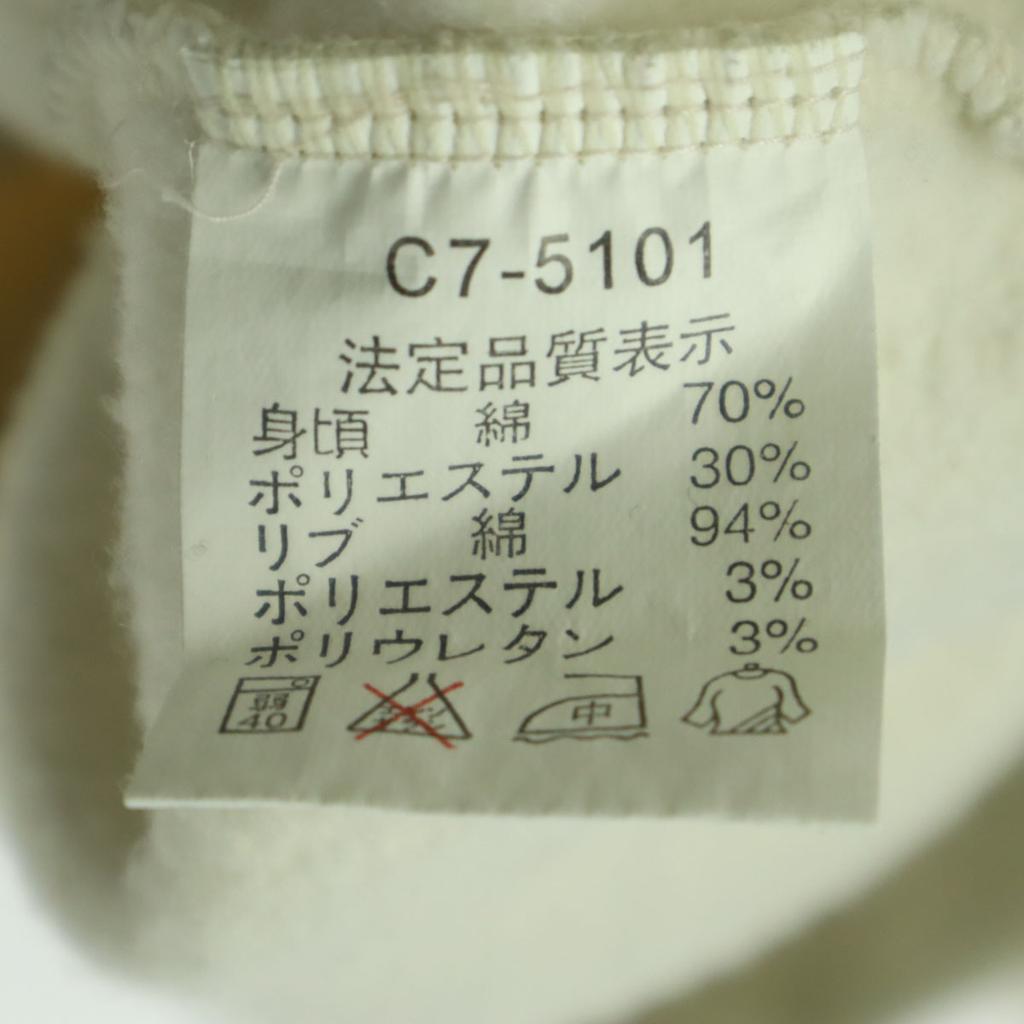 C7-5101
法定品質表示
身頃 綿 70%
ポリエステル 30%
リブ 綿 94%
ポリエステル 3%
ポリウレタン 3%
弱 40 中